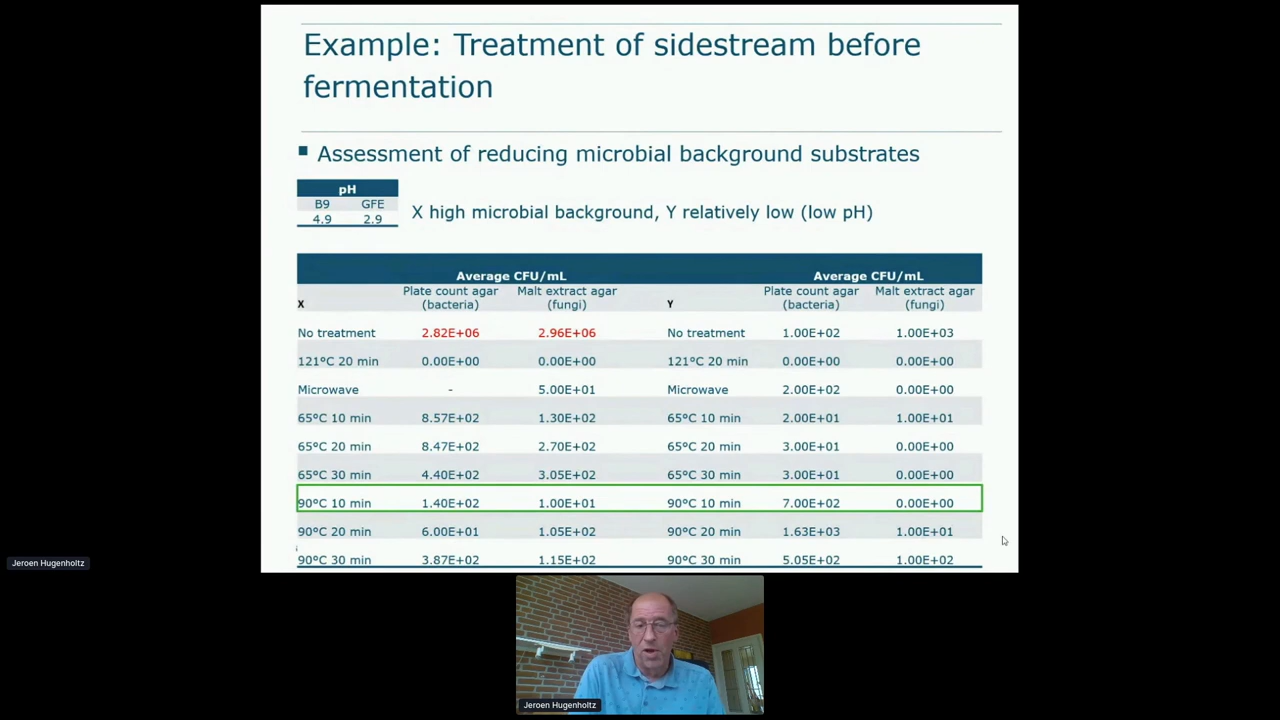 Example: Treatment of sidestream before
fermentation
Assessment of reducing microbial background substrates
pH
B9 GFE
4.9 2.9
X high microbial background, Y relatively low (low pH)
Average CFU/mL Average CFU/mL
Plate count agar Malt extract agar Plate count agar Malt extract agar
X (bacteria) (fungi) Y (bacteria) (fungi)
No treatment 2.82E+06 2.96E+06 No treatment 1.00E+02 1.00E+03
121ºC 20 min 0.00E+00 0.00E+00 121ºC 20 min 0.00E+00 0.00E+00
Microwave - 5.00E+01 Microwave 2.00E+02 0.00E+00
65ºC 10 min 8.57E+02 1.30E+02 65ºC 10 min 2.00E+01 1.00E+01
65ºC 20 min 8.47E+02 2.70E+02 65ºC 20 min 3.00E+01 0.00E+00
65ºC 30 min 4.40E+02 3.05E+02 65ºC 30 min 3.00E+01 0.00E+00
90ºC 10 min 1.40E+02 1.00E+01 90ºC 10 min 7.00E+02 0.00E+00
90ºC 20 min 6.00E+01 1.05E+02 90ºC 20 min 1.63E+03 1.00E+01
90ºC 30 min 3.87E+02 1.15E+02 90ºC 30 min 5.05E+02 1.00E+02
Jeroen Hugenholtz
Jeroen Hugenholtz